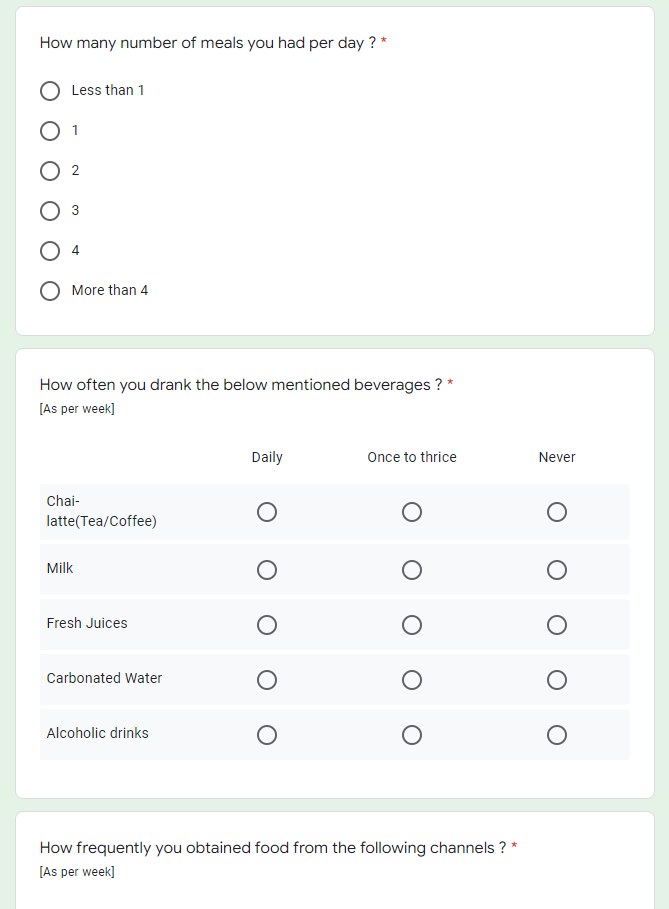 How many number of meals you had per day ? *
Less than 1
1
2
3
4
More than 4
How often you drank the below mentioned beverages ? *
[As per week]
Daily Once to thrice Never
Chai-
latte(Tea/Coffee)
Milk
Fresh Juices
Carbonated Water
Alcoholic drinks
How frequently you obtained food from the following channels ? *
[As per week]